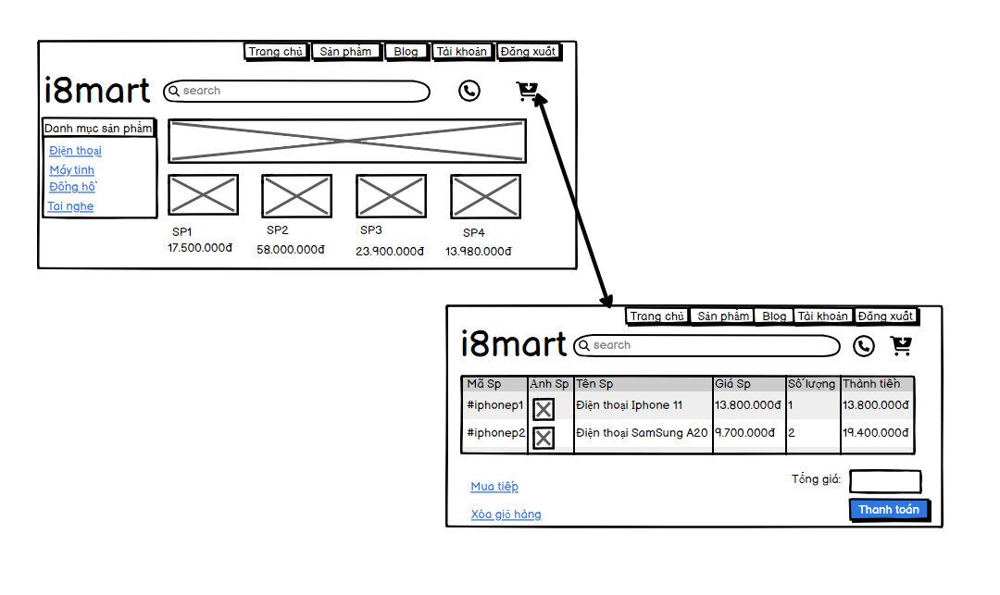 Trang chủ Sản phẩm Blog Tài khoản Đăng xuất
i8mart search
Danh mục sản phẩm
Điện thoại
Máy tinh
Đồng hồ
Tai nghe
SP1 SP2 SP3 SP4
17.500.000đ 58.000.000đ 23.900.000đ 13.980.000đ
Trang chủ Sản phẩm Blog Tài khoản Đăng xuất
i8mart search
Mã Sp Ảnh Sp Tên Sp Giá Sp Số lượng Thành tiền
#iphonep1 Điện thoại Iphone 11 13.800.000đ 1 13.800.000đ
#iphonep2 Điện thoại SamSung A20 9.700.000đ 2 19.400.000đ
Tổng giá:
Mua tiếp
Thanh toán
Xóa giỏ hàng